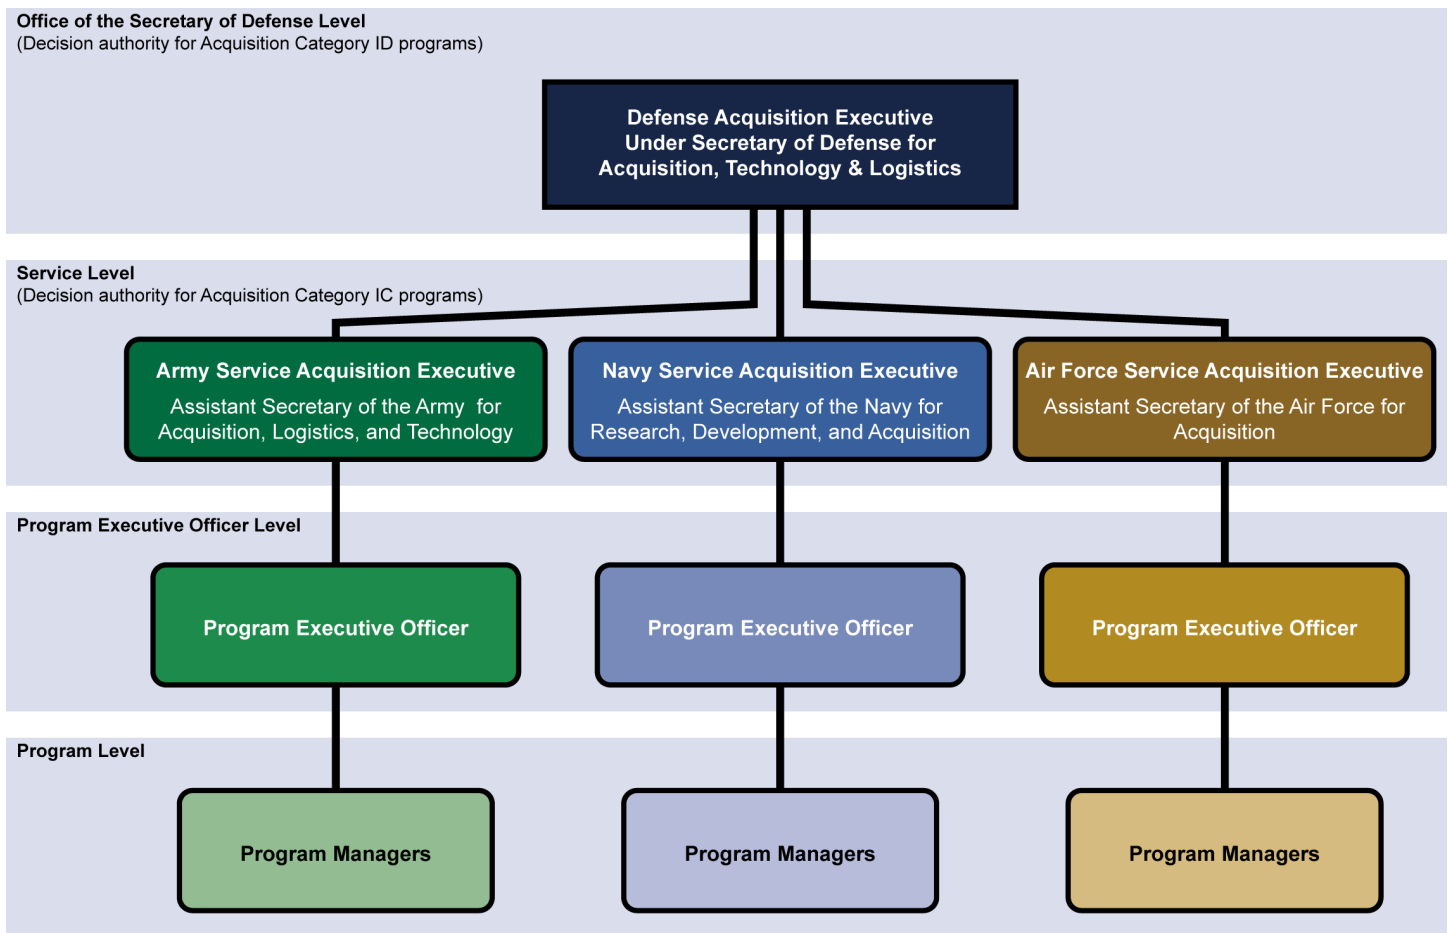 Office of the Secretary of Defense Level
(Decision authority for Acquisition Category ID programs)
Defense Acquisition Executive
Under Secretary of Defense for
Acquisition, Technology & Logistics
Service Level
(Decision authority for Acquisition Category IC programs)
Army Service Acquisition Executive
Assistant Secretary of the Army for
Acquisition, Logistics, and Technology
Navy Service Acquisition Executive
Assistant Secretary of the Navy for
Research, Development, and Acquisition
Air Force Service Acquisition Executive
Assistant Secretary of the Air Force for
Acquisition
Program Executive Officer Level
Program Executive Officer
Program Executive Officer
Program Executive Officer
Program Level
Program Managers
Program Managers
Program Managers